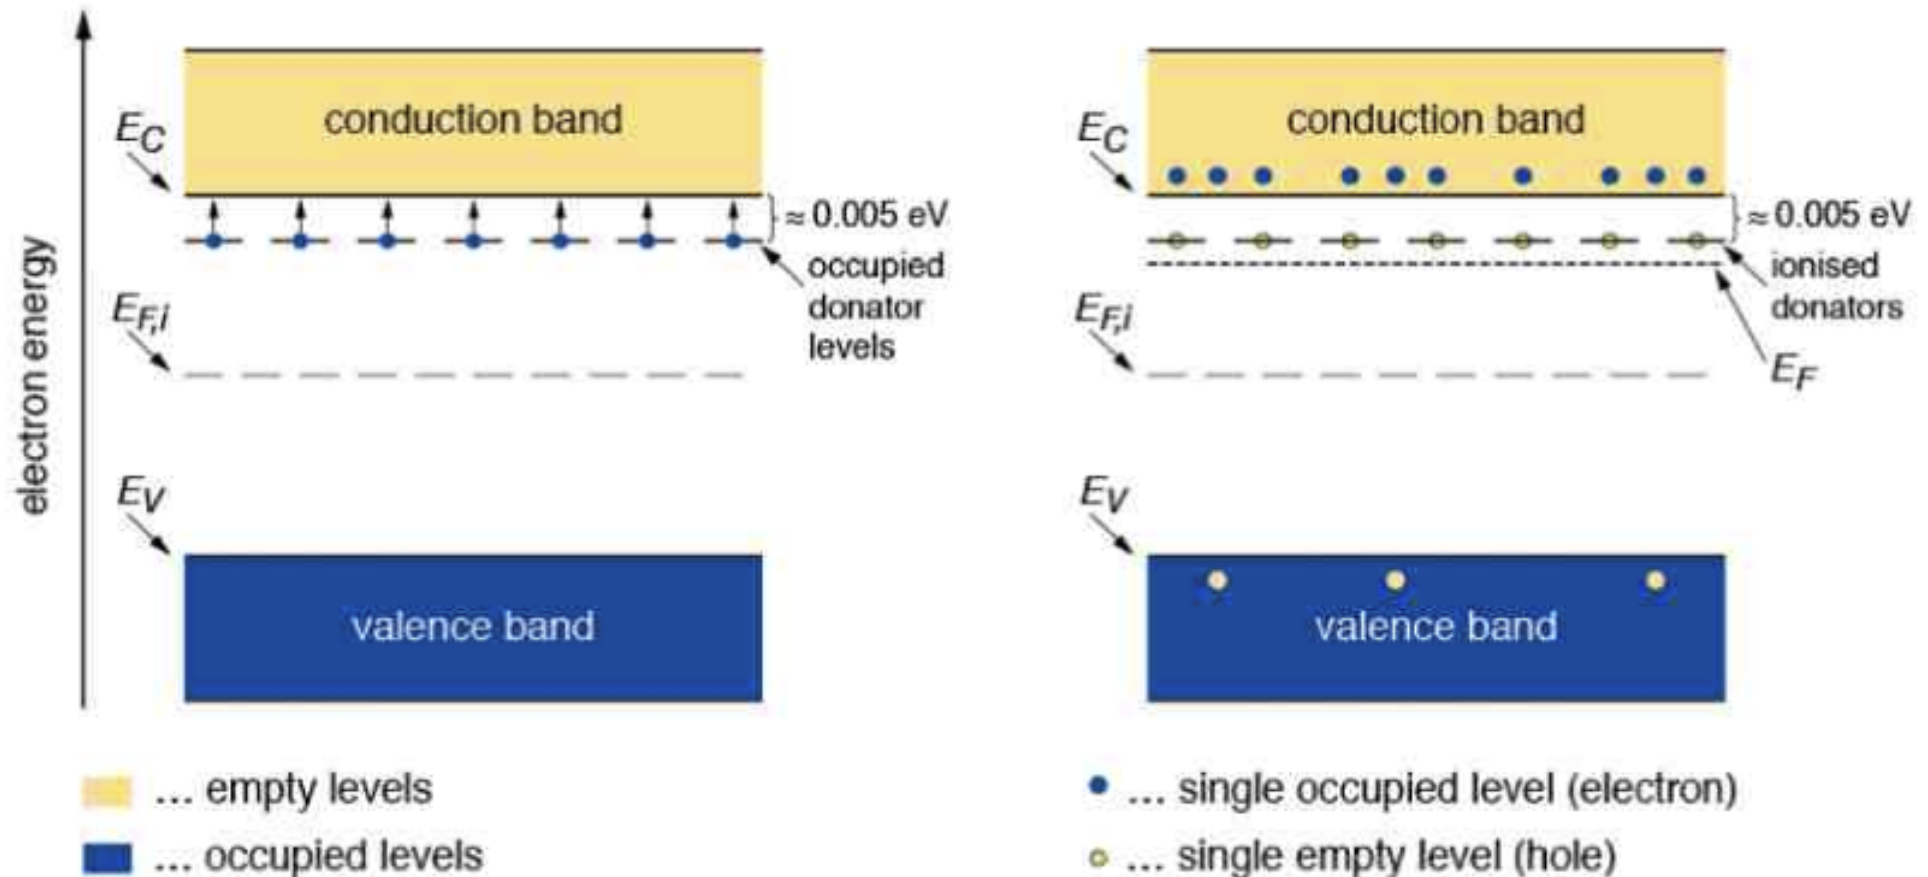 electron energy
E_C
conduction band
≈ 0.005 eV
occupied
donator
levels
E_F,i
E_V
valence band
... empty levels
... occupied levels
E_C
conduction band
≈ 0.005 eV
ionised
donators
E_F,i
E_F
E_V
valence band
... single occupied level (electron)
... single empty level (hole)